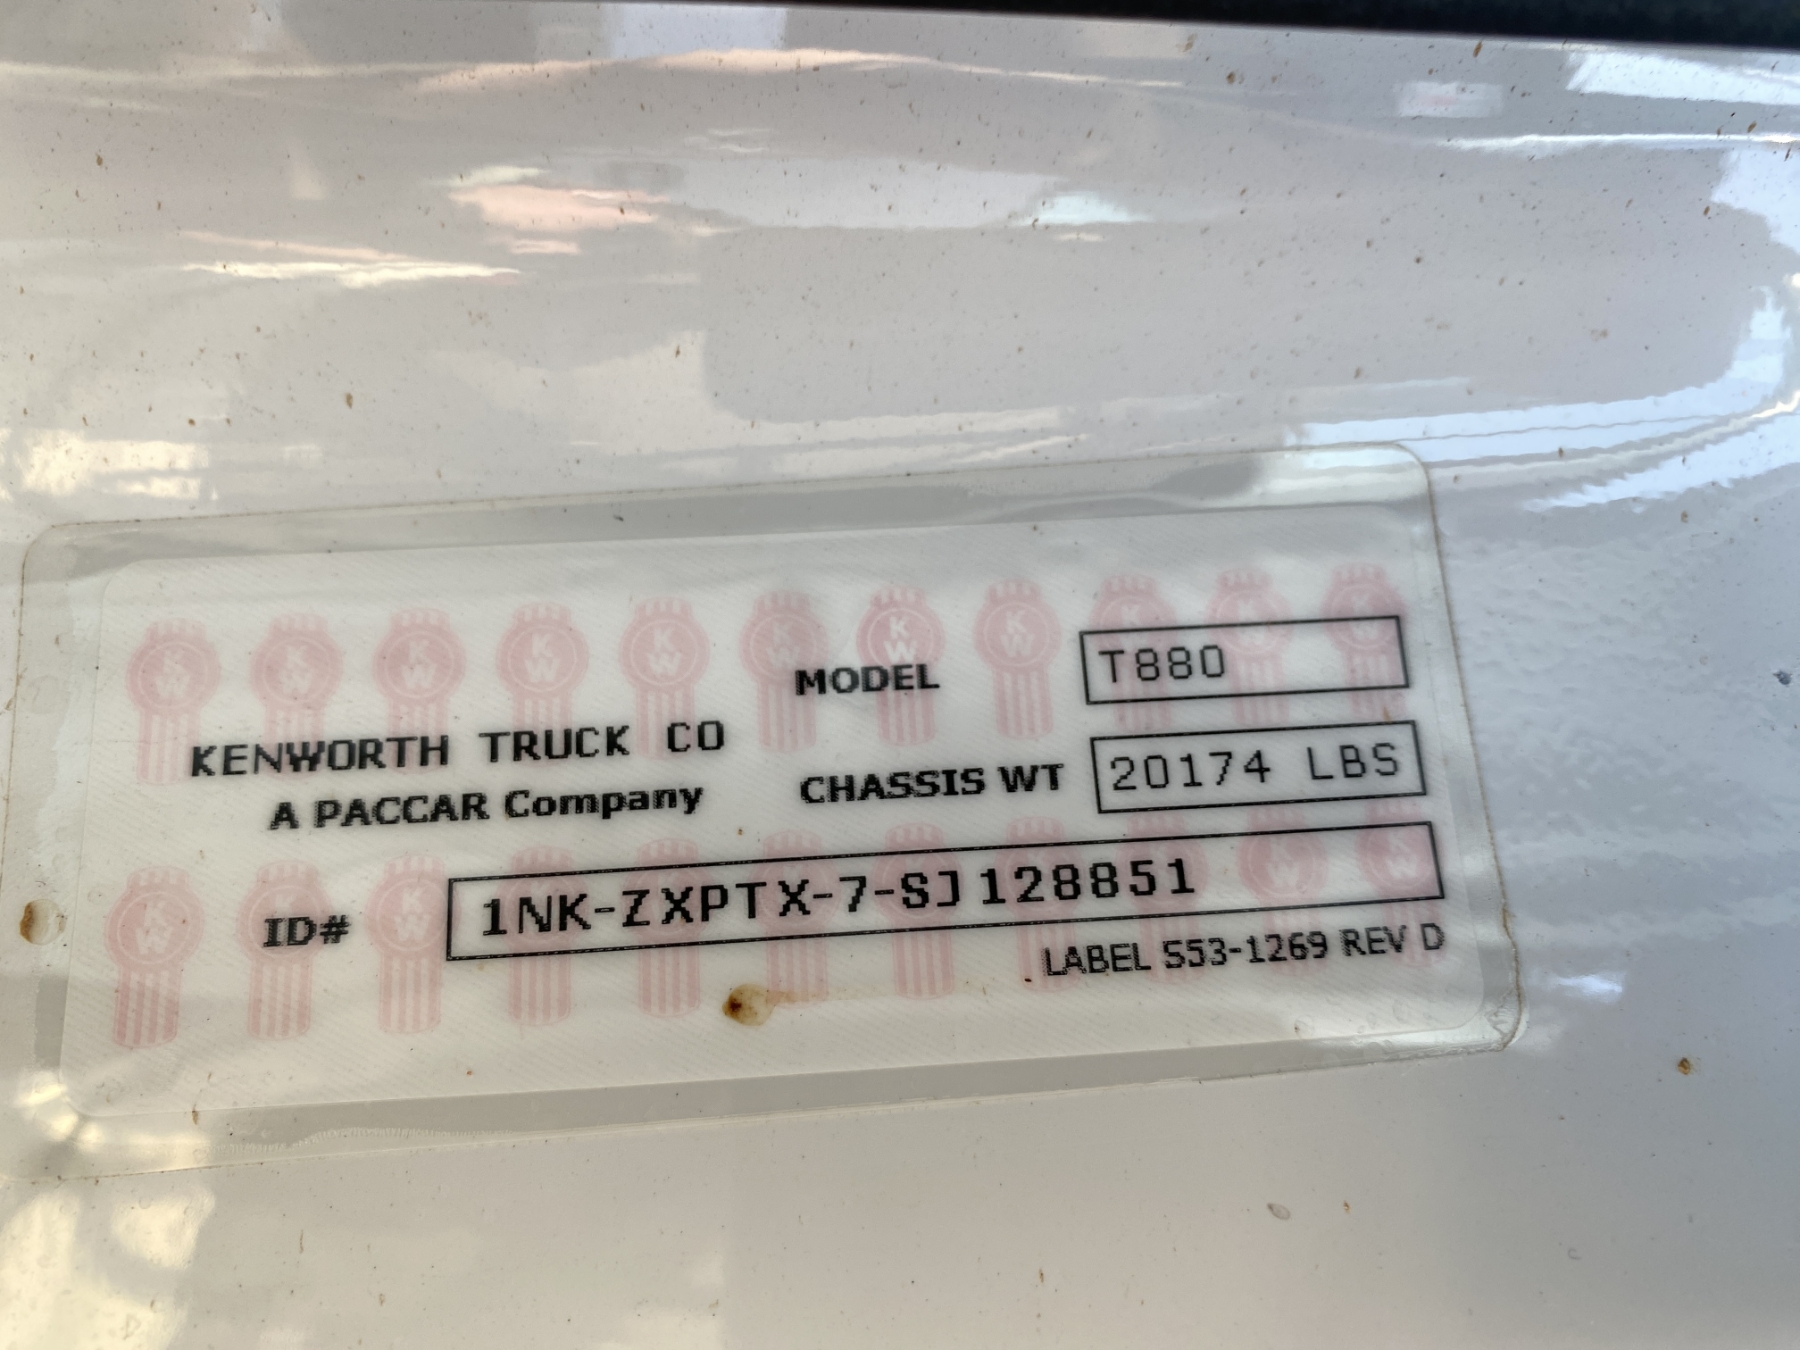 MODEL T880
KENWORTH TRUCK CO
A PACCAR Company
CHASSIS WT 20174 LBS
ID# 1NK-ZXPTX-7-SJ128851
LABEL S53-1269 REV D